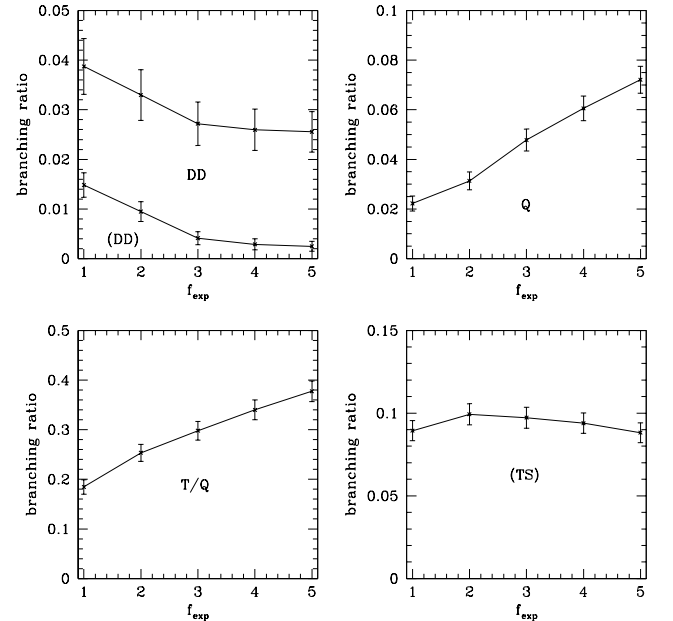 0.05
0.04
0.03
0.02
0.01
0
branching ratio
DD
(DD)
1 2 3 4 5
f_exp
0.1
0.08
0.06
0.04
0.02
0
branching ratio
Q
1 2 3 4 5
f_exp
0.5
0.4
0.3
0.2
0.1
0
branching ratio
T/Q
1 2 3 4 5
f_exp
0.15
0.1
0.05
0
branching ratio
(TS)
1 2 3 4 5
f_exp